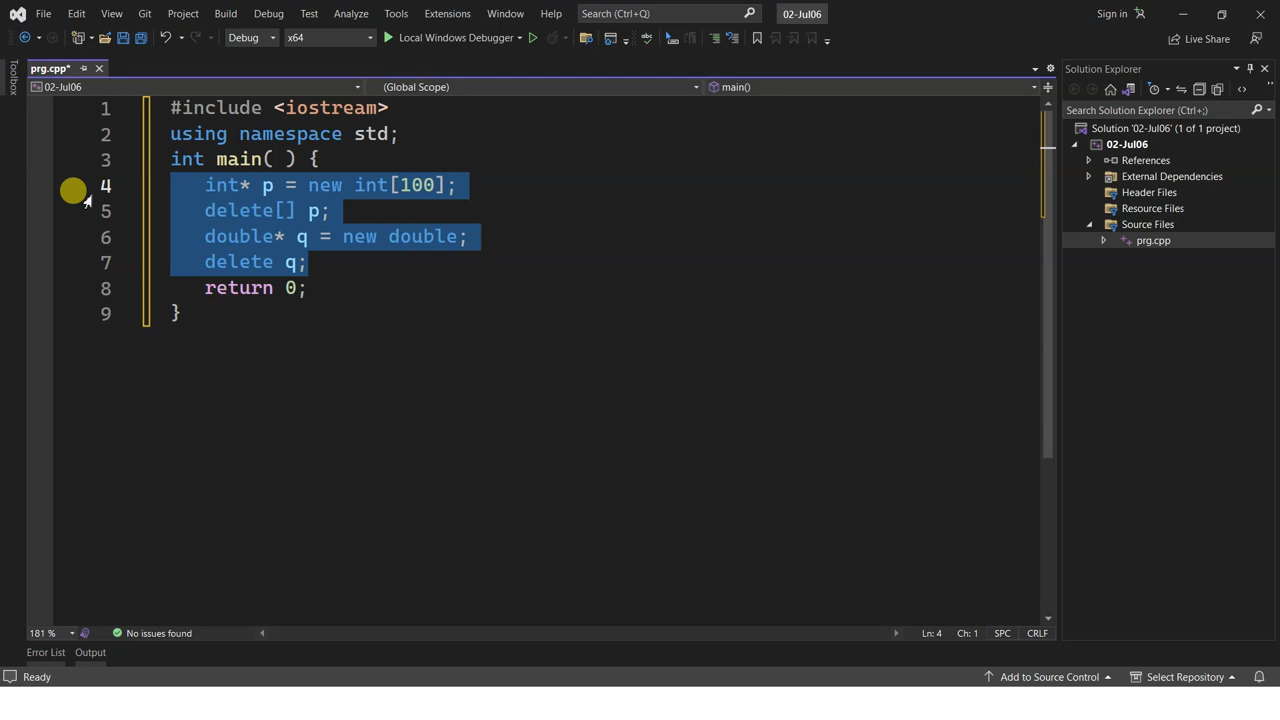 File Edit View Git Project Build Debug Test Analyze Tools Extensions Window Help Search (Ctrl+Q) 02-Jul06 Sign in
Debug x64 Local Windows Debugger Live Share
Toolbox
prg.cpp*
02-Jul06 (Global Scope) main()
1 #include <iostream>
2 using namespace std;
3 int main( ) {
4 int* p = new int[100];
5 delete[] p;
6 double* q = new double;
7 delete q;
8 return 0;
9 }
Solution Explorer
Search Solution Explorer (Ctrl+;)
Solution '02-Jul06' (1 of 1 project)
02-Jul06
References
External Dependencies
Header Files
Resource Files
Source Files
prg.cpp
181 % No issues found Ln: 4 Ch: 1 SPC CRLF
Error List Output
Ready Add to Source Control Select Repository